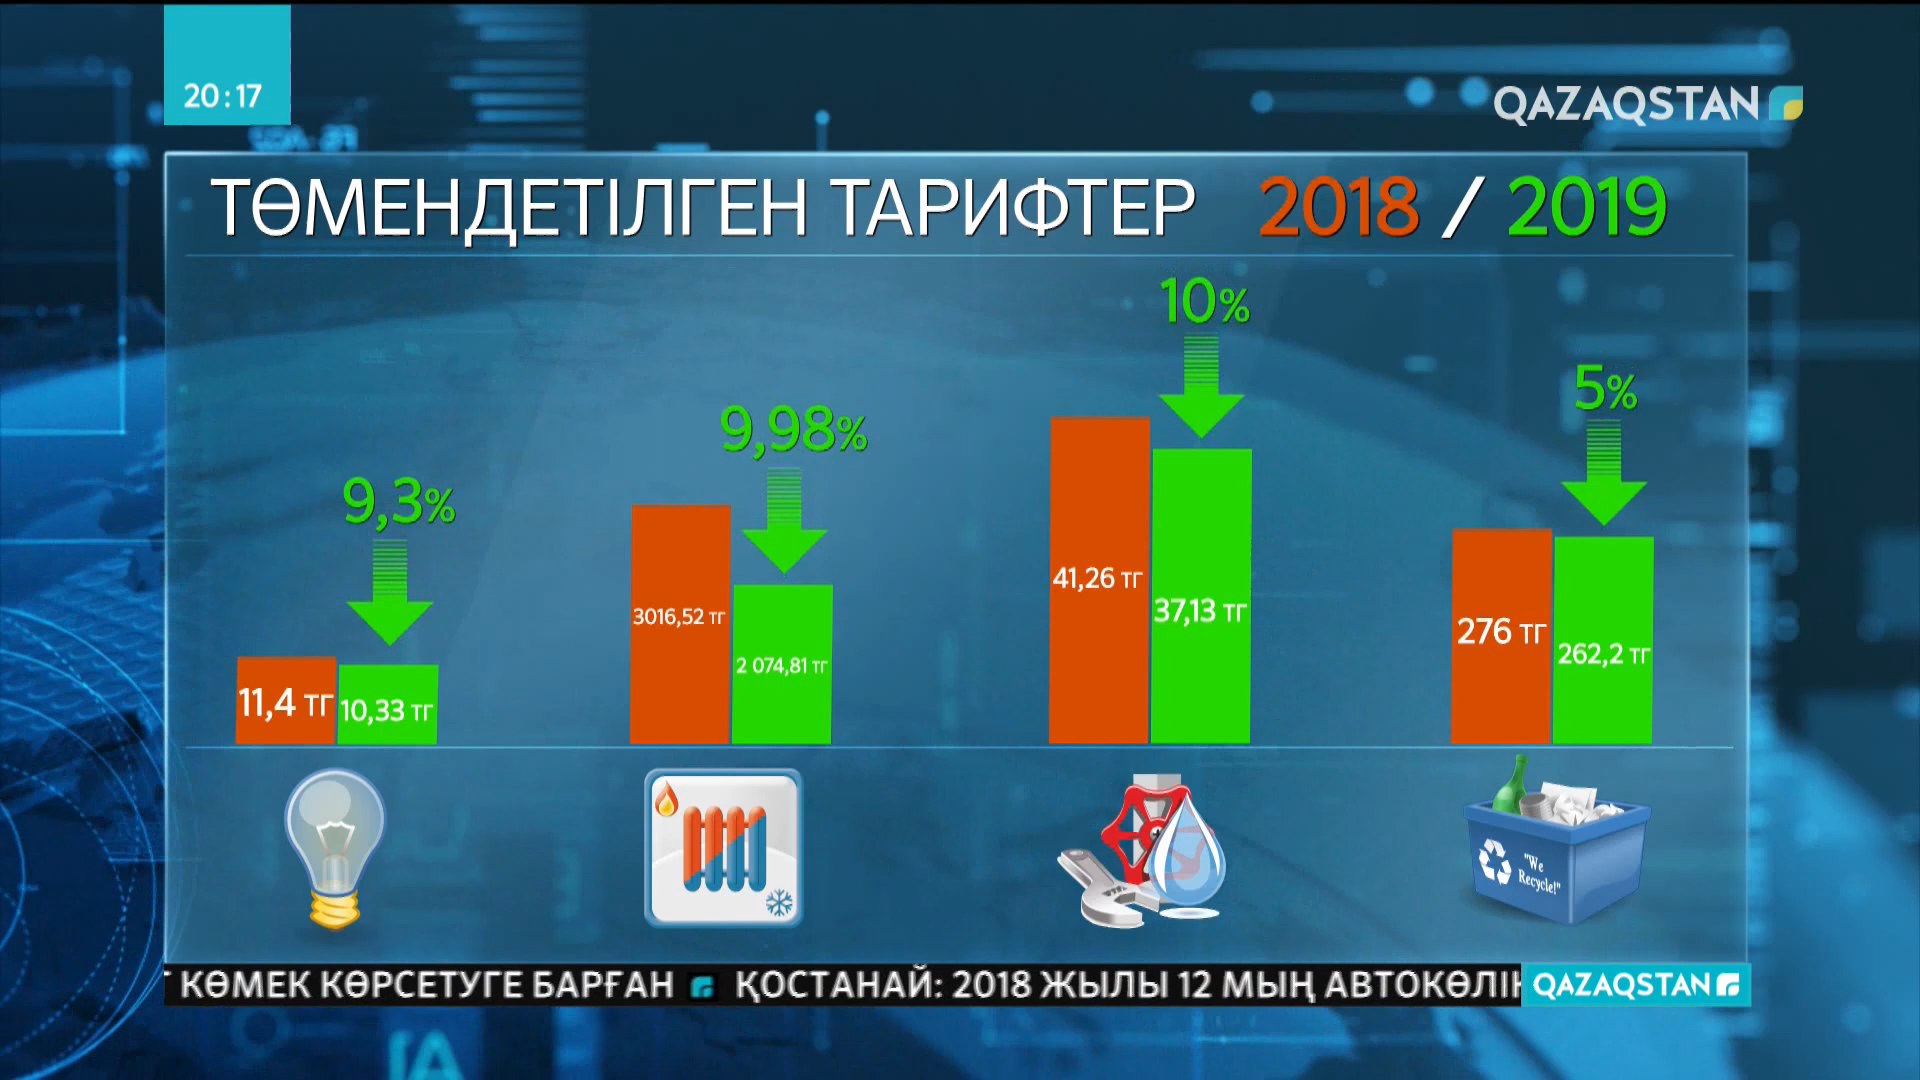 20:17
QAZAQSTAN
ТӨМЕНДЕТІЛГЕН ТАРИФТЕР 2018 / 2019
9,3%
9,98%
10%
5%
11,4 ТГ
10,33 ТГ
3016,52 ТГ
2 074,81 ТГ
41,26 ТГ
37,13 ТГ
276 ТГ
262,2 ТГ
"We
Recycle!"
КӨМЕК КӨРСЕТУГЕ БАРҒАН ҚОСТАНАЙ: 2018 ЖЫЛЫ 12 МЫҢ АВТОКӨЛІК
QAZAQSTAN